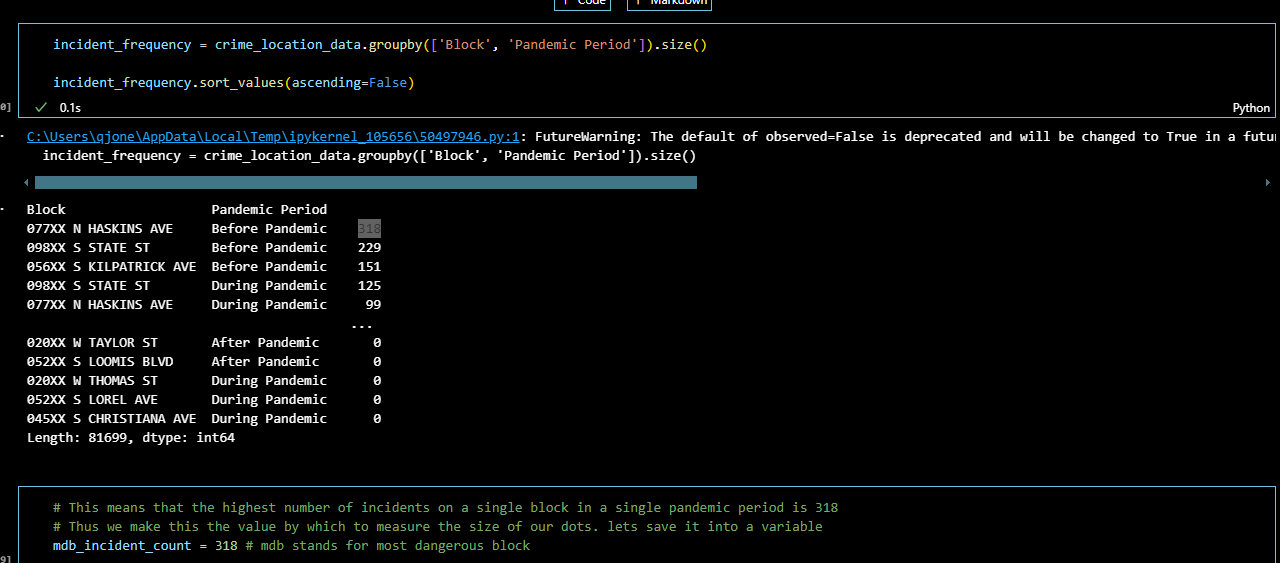 Code Markdown
incident_frequency = crime_location_data.groupby(['Block', 'Pandemic Period']).size()
incident_frequency.sort_values(ascending=False)
0]
0.1s
Python
C:\Users\qjone\AppData\Local\Temp\ipykernel_105656\50497946.py:1: FutureWarning: The default of observed=False is deprecated and will be changed to True in a futur
incident_frequency = crime_location_data.groupby(['Block', 'Pandemic Period']).size()
Block Pandemic Period
077XX N HASKINS AVE Before Pandemic 318
098XX S STATE ST Before Pandemic 229
056XX S KILPATRICK AVE Before Pandemic 151
098XX S STATE ST During Pandemic 125
077XX N HASKINS AVE During Pandemic 99
...
020XX W TAYLOR ST After Pandemic 0
052XX S LOOMIS BLVD After Pandemic 0
020XX W THOMAS ST During Pandemic 0
052XX S LOREL AVE During Pandemic 0
045XX S CHRISTIANA AVE During Pandemic 0
Length: 81699, dtype: int64
# This means that the highest number of incidents on a single block in a single pandemic period is 318
# Thus we make this the value by which to measure the size of our dots. lets save it into a variable
mdb_incident_count = 318 # mdb stands for most dangerous block
9]